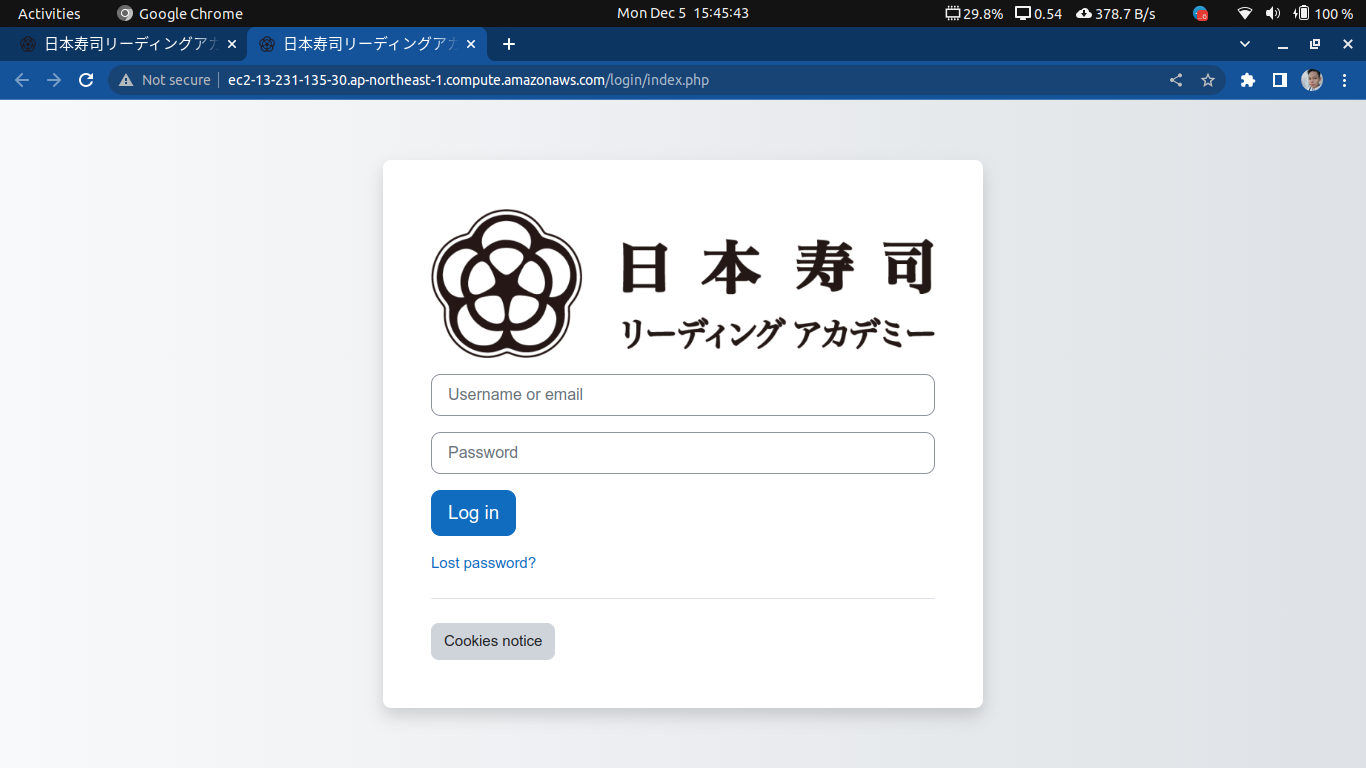 Activities Google Chrome Mon Dec 5 15:45:43 29.8% 0.54 378.7 B/s 100 %
日本寿司リーディングアカ 日本寿司リーディングアカ
Not secure ec2-13-231-135-30.ap-northeast-1.compute.amazonaws.com/login/index.php
日本寿司
リーディング アカデミー
Username or email
Password
Log in
Lost password?
Cookies notice